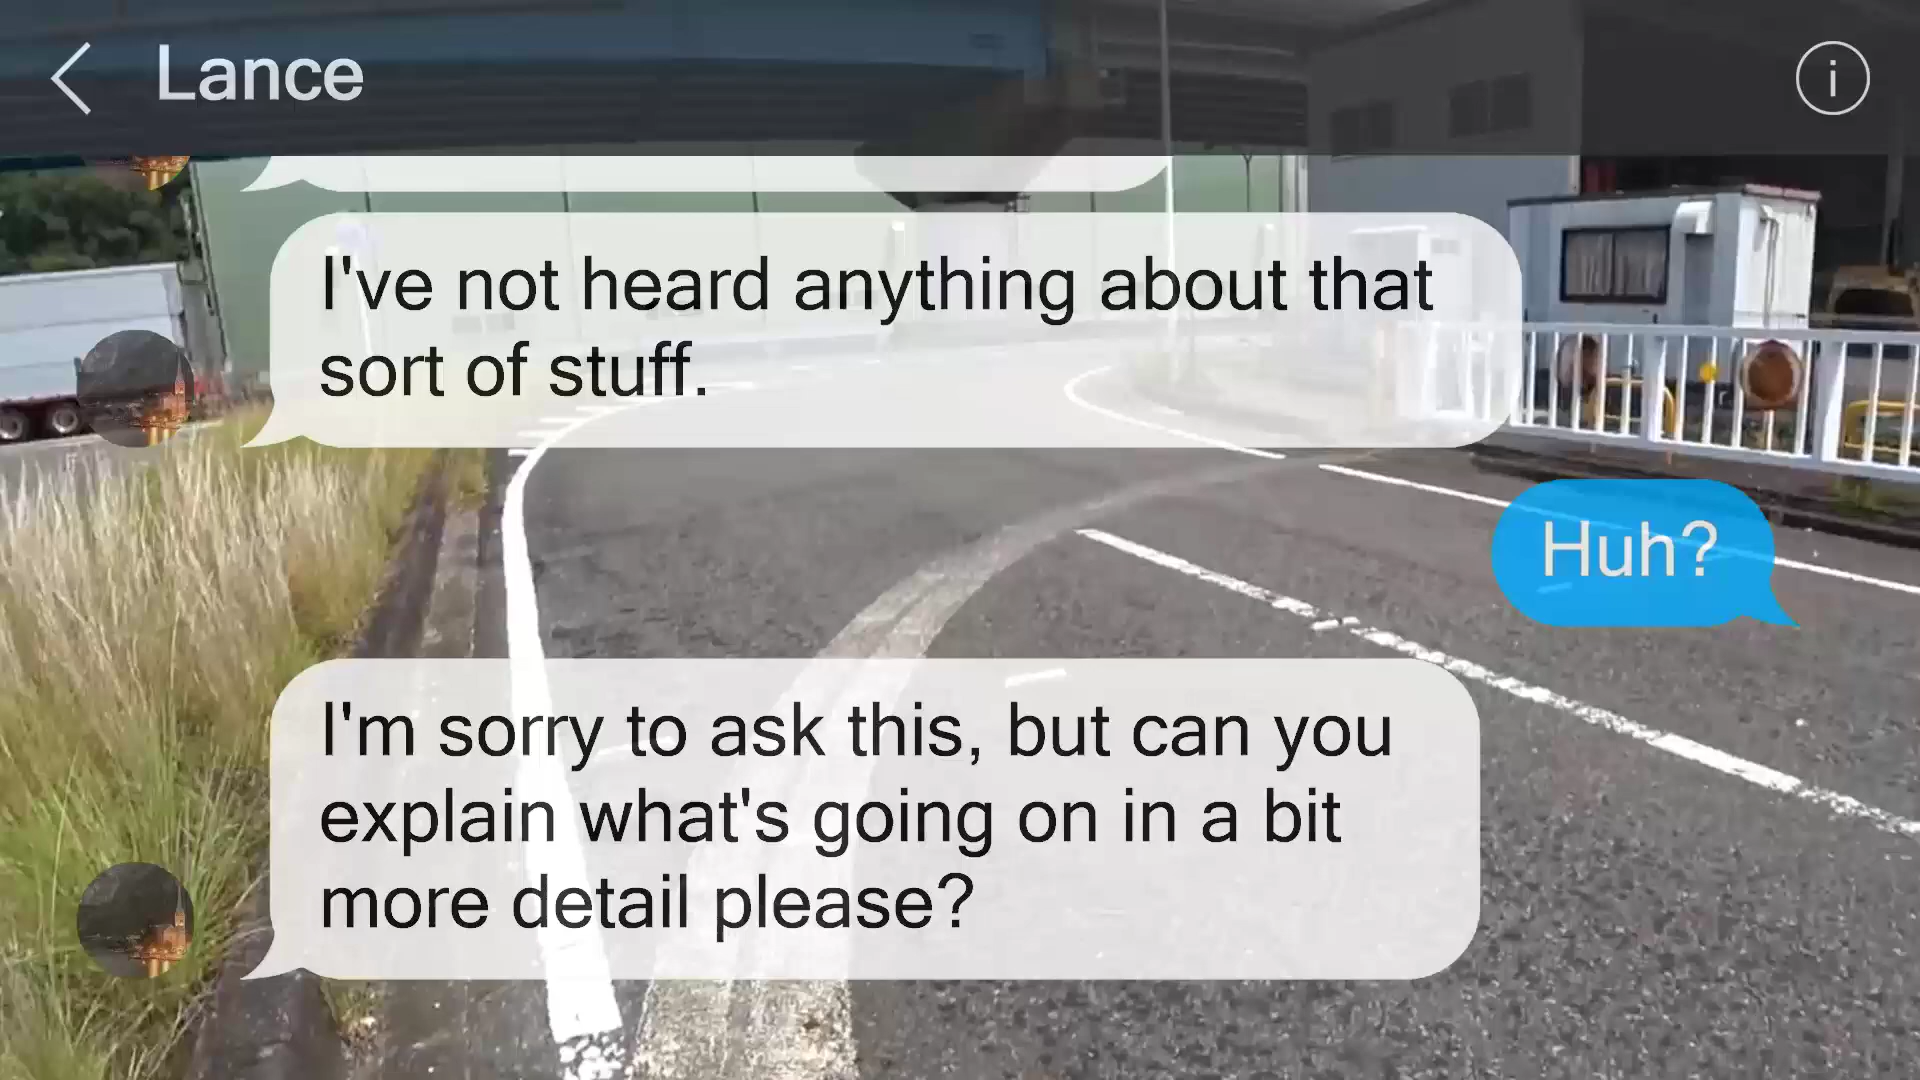 Lance
I've not heard anything about that
sort of stuff.
Huh?
I'm sorry to ask this, but can you
explain what's going on in a bit
more detail please?